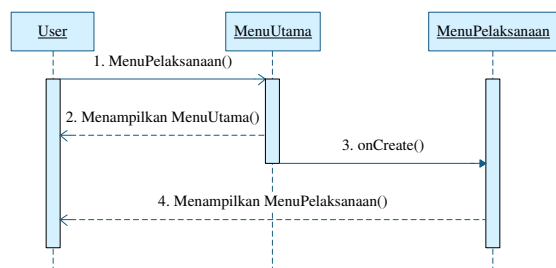 User
MenuUtama
MenuPelaksanaan
1. MenuPelaksanaan()
2. Menampilkan MenuUtama()
3. onCreate()
4. Menampilkan MenuPelaksanaan()